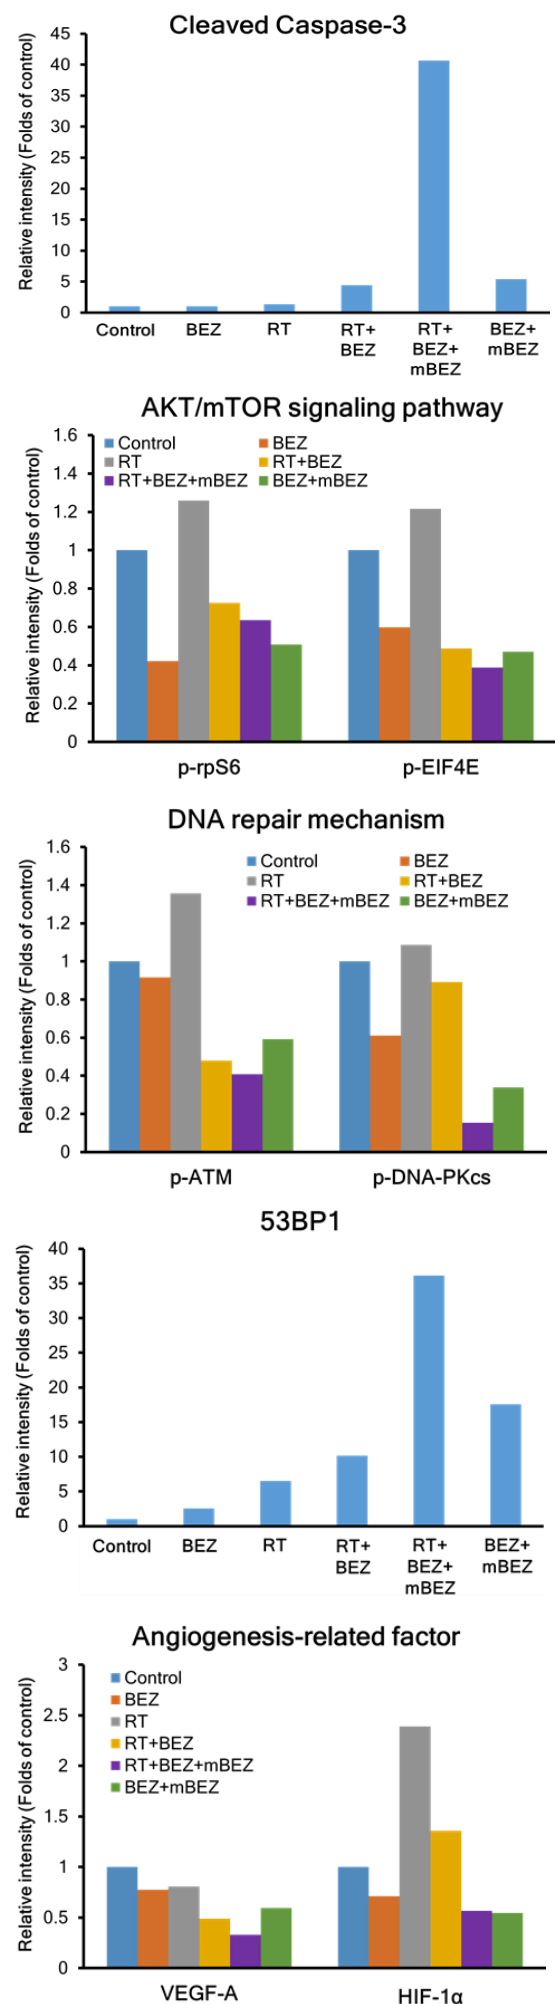 Cleaved Caspase-3
Relative intensity (Folds of control)
45
40
35
30
25
20
15
10
5
0
Control
BEZ
RT
RT+
BEZ
RT+
BEZ+
mBEZ
BEZ+
mBEZ
AKT/mTOR signaling pathway
Relative intensity (Folds of control)
1.6
1.4
1.2
1
0.8
0.6
0.4
0.2
0
Control
BEZ
RT
RT+BEZ
RT+BEZ+mBEZ
BEZ+mBEZ
p-rpS6
p-EIF4E
DNA repair mechanism
Relative intensity (Folds of control)
1.6
1.4
1.2
1
0.8
0.6
0.4
0.2
0
Control
BEZ
RT
RT+BEZ
RT+BEZ+mBEZ
BEZ+mBEZ
p-ATM
p-DNA-PKcs
53BP1
Relative intensity (Folds of control)
40
35
30
25
20
15
10
5
0
Control
BEZ
RT
RT+
BEZ
RT+
BEZ+
mBEZ
BEZ+
mBEZ
Angiogenesis-related factor
Relative intensity (Folds of control)
3
2.5
2
1.5
1
0.5
0
Control
BEZ
RT
RT+BEZ
RT+BEZ+mBEZ
BEZ+mBEZ
VEGF-A
HIF-1α